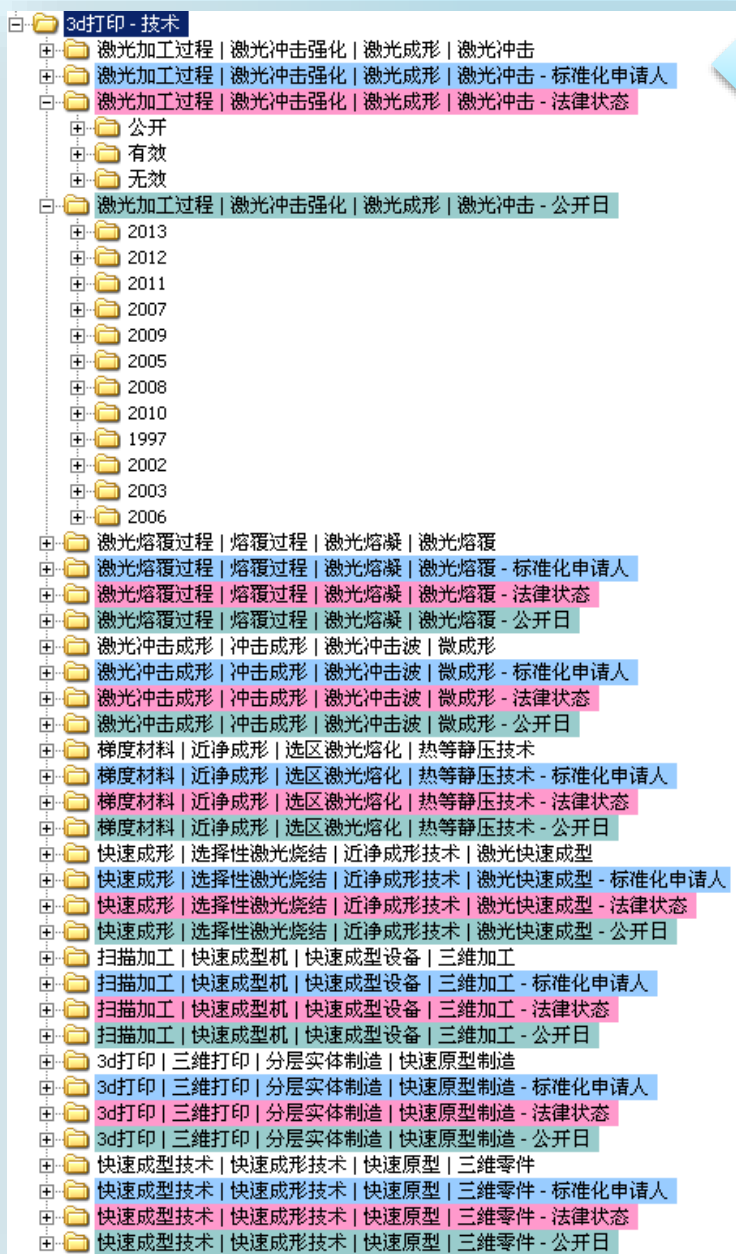 3d打印 - 技术
激光加工过程 | 激光冲击强化 | 激光成形 | 激光冲击
激光加工过程 | 激光冲击强化 | 激光成形 | 激光冲击 - 标准化申请人
激光加工过程 | 激光冲击强化 | 激光成形 | 激光冲击 - 法律状态
公开
有效
无效
激光加工过程 | 激光冲击强化 | 激光成形 | 激光冲击 - 公开日
2013
2012
2011
2007
2009
2005
2008
2010
1997
2002
2003
2006
激光熔覆过程 | 熔覆过程 | 激光熔凝 | 激光熔覆
激光熔覆过程 | 熔覆过程 | 激光熔凝 | 激光熔覆 - 标准化申请人
激光熔覆过程 | 熔覆过程 | 激光熔凝 | 激光熔覆 - 法律状态
激光熔覆过程 | 熔覆过程 | 激光熔凝 | 激光熔覆 - 公开日
激光冲击成形 | 冲击成形 | 激光冲击波 | 微成形
激光冲击成形 | 冲击成形 | 激光冲击波 | 微成形 - 标准化申请人
激光冲击成形 | 冲击成形 | 激光冲击波 | 微成形 - 法律状态
激光冲击成形 | 冲击成形 | 激光冲击波 | 微成形 - 公开日
梯度材料 | 近净成形 | 选区激光熔化 | 热等静压技术
梯度材料 | 近净成形 | 选区激光熔化 | 热等静压技术 - 标准化申请人
梯度材料 | 近净成形 | 选区激光熔化 | 热等静压技术 - 法律状态
梯度材料 | 近净成形 | 选区激光熔化 | 热等静压技术 - 公开日
快速成形 | 选择性激光烧结 | 近净成形技术 | 激光快速成型
快速成形 | 选择性激光烧结 | 近净成形技术 | 激光快速成型 - 标准化申请人
快速成形 | 选择性激光烧结 | 近净成形技术 | 激光快速成型 - 法律状态
快速成形 | 选择性激光烧结 | 近净成形技术 | 激光快速成型 - 公开日
扫描加工 | 快速成型机 | 快速成型设备 | 三维加工
扫描加工 | 快速成型机 | 快速成型设备 | 三维加工 - 标准化申请人
扫描加工 | 快速成型机 | 快速成型设备 | 三维加工 - 法律状态
扫描加工 | 快速成型机 | 快速成型设备 | 三维加工 - 公开日
3d打印 | 三维打印 | 分层实体制造 | 快速原型制造
3d打印 | 三维打印 | 分层实体制造 | 快速原型制造 - 标准化申请人
3d打印 | 三维打印 | 分层实体制造 | 快速原型制造 - 法律状态
3d打印 | 三维打印 | 分层实体制造 | 快速原型制造 - 公开日
快速成型技术 | 快速成形技术 | 快速原型 | 三维零件
快速成型技术 | 快速成形技术 | 快速原型 | 三维零件 - 标准化申请人
快速成型技术 | 快速成形技术 | 快速原型 | 三维零件 - 法律状态
快速成型技术 | 快速成形技术 | 快速原型 | 三维零件 - 公开日